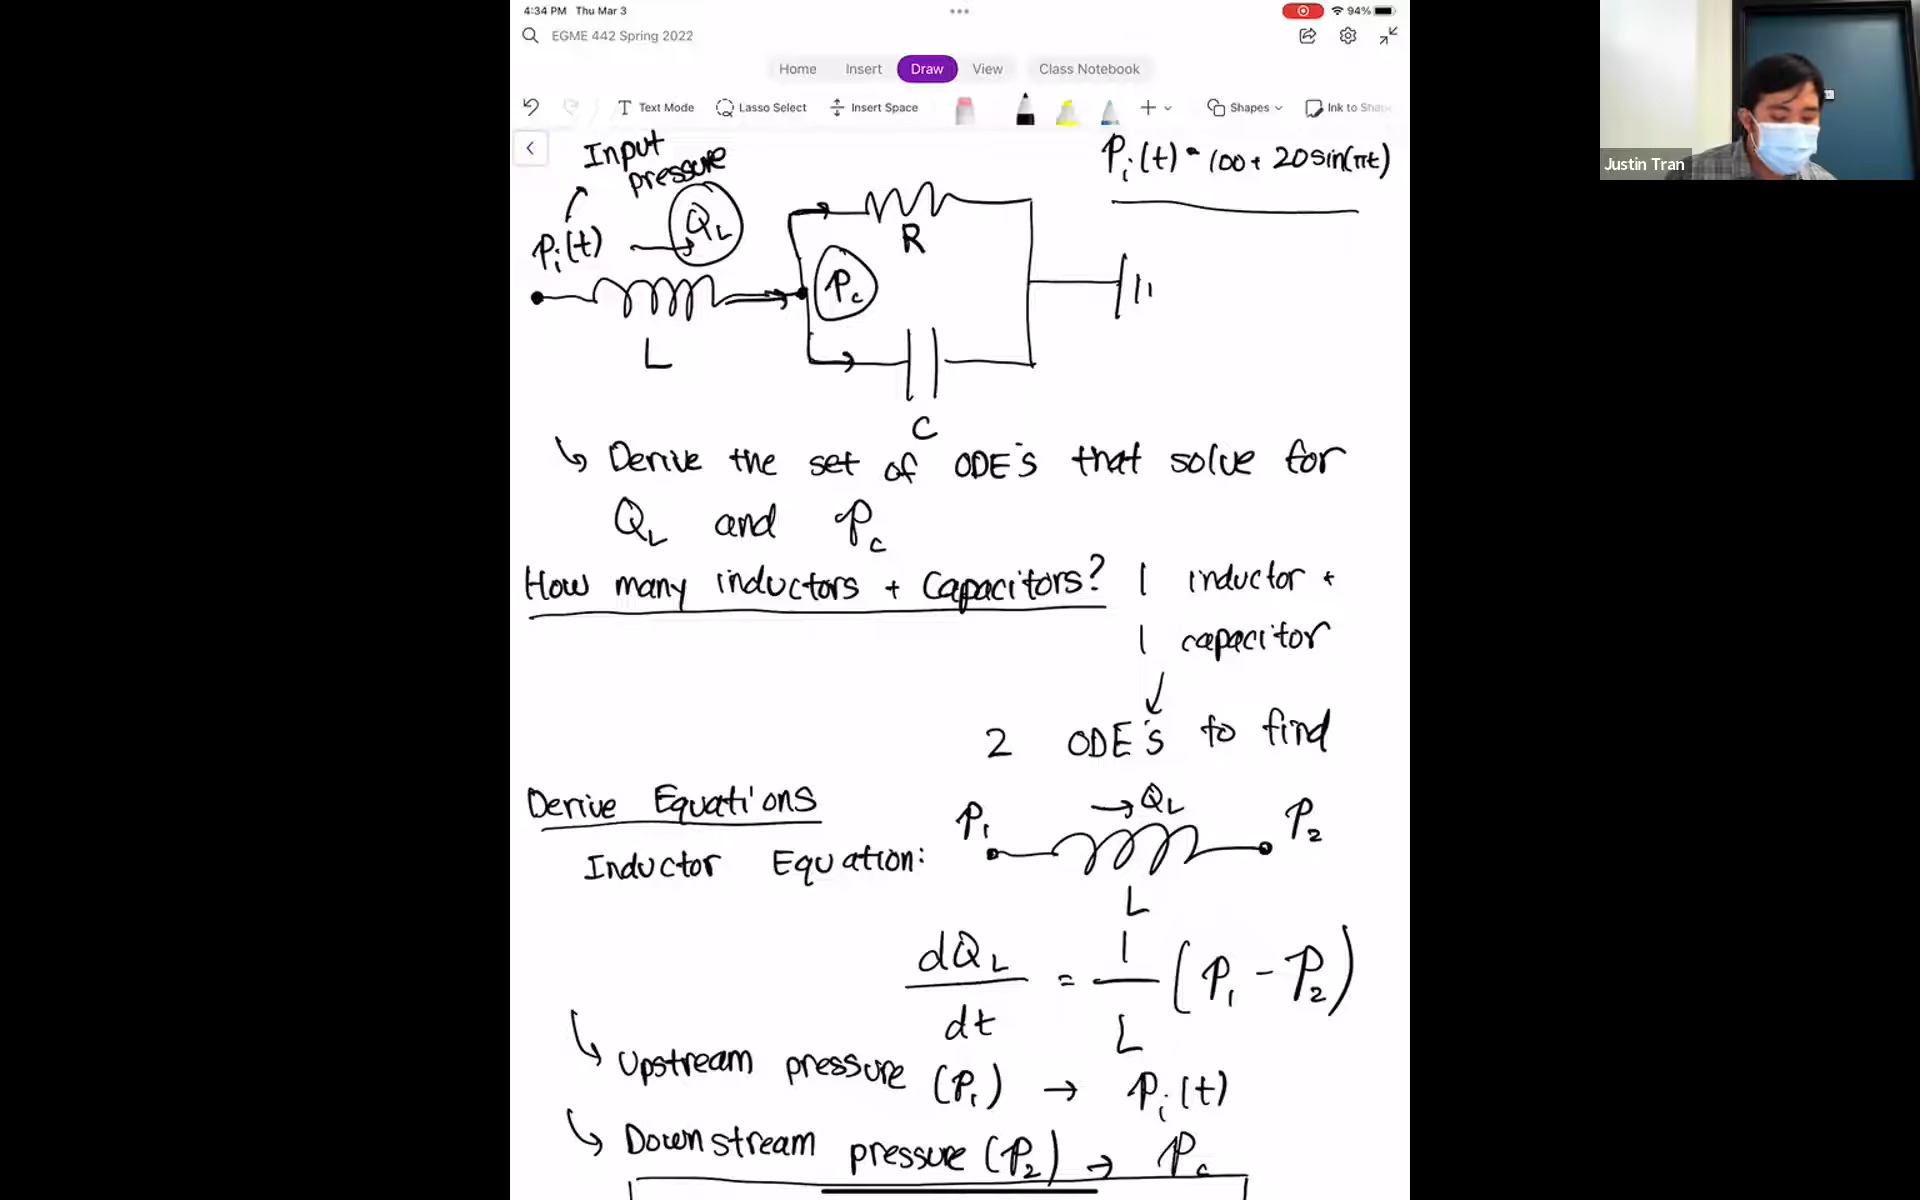 4:34 PM Thu Mar 3
94%
EGME 442 Spring 2022
Home Insert Draw View Class Notebook
Text Mode Lasso Select Insert Space Shapes Ink to Shape
Justin Tran
Input pressure
Pi(t) = 100 + 20sin(πt)
Pi(t) → QL
R
Pc
L
C
↳ Derive the set of ODE's that solve for
QL and Pc
How many inductors + Capacitors? 1 inductor +
1 capacitor
↓
2 ODE's to find
Derive Equations
→ QL
P1 P2
Inductor Equation:
L
dQL/dt = 1/L (P1 - P2)
↳ Upstream pressure (P1) → Pi(t)
↳ Downstream pressure (P2) → Pc